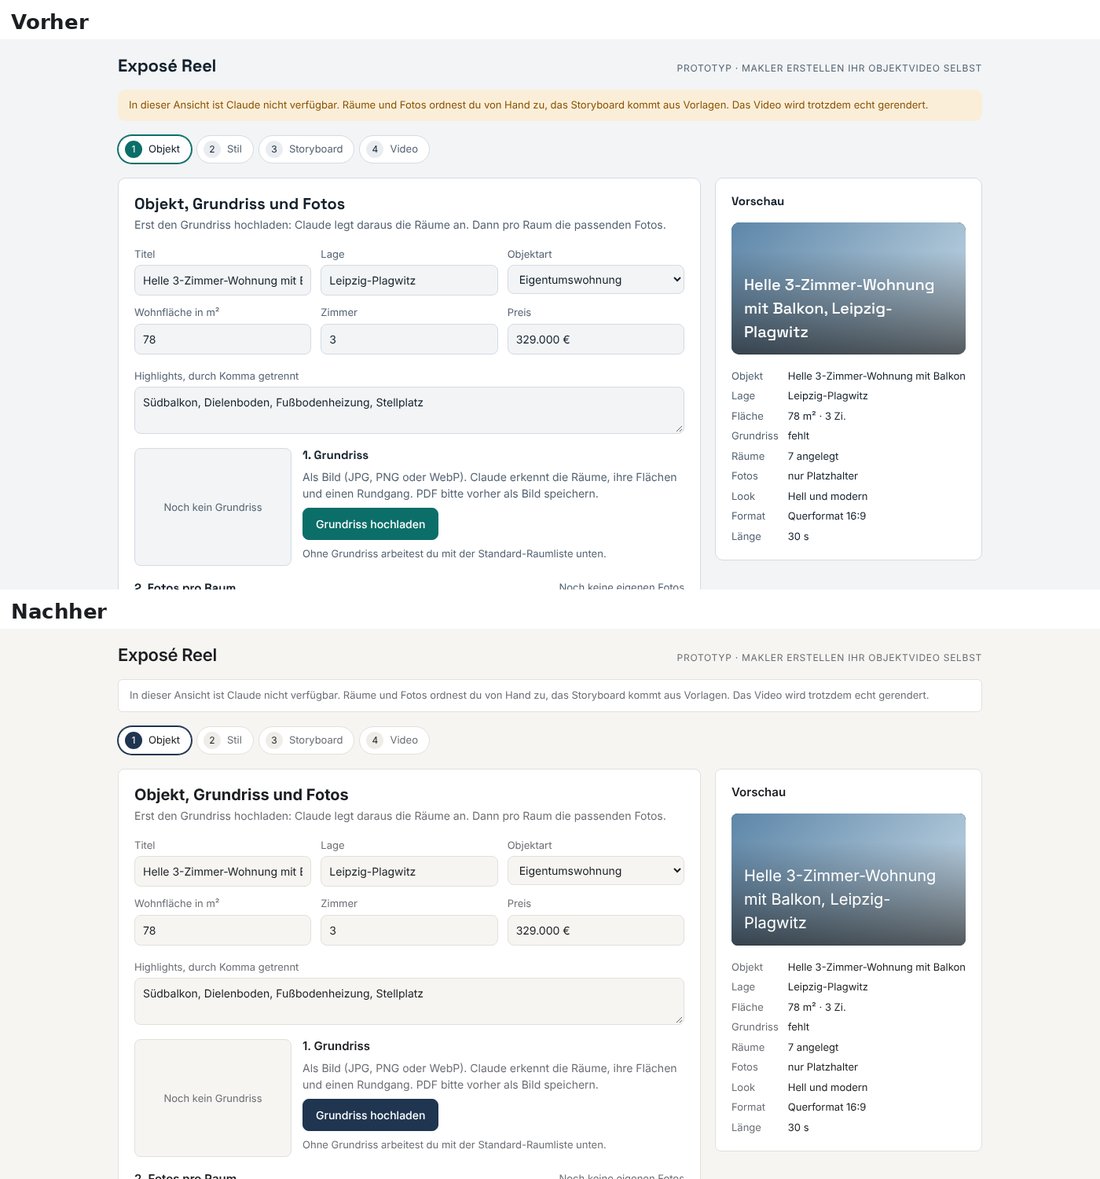 Vorher
Exposé Reel
PROTOTYP · MAKLER ERSTELLEN IHR OBJEKTVIDEO SELBST
In dieser Ansicht ist Claude nicht verfügbar. Räume und Fotos ordnest du von Hand zu, das Storyboard kommt aus Vorlagen. Das Video wird trotzdem echt gerendert.
1 Objekt
2 Stil
3 Storyboard
4 Video
Objekt, Grundriss und Fotos
Erst den Grundriss hochladen: Claude legt daraus die Räume an. Dann pro Raum die passenden Fotos.
Titel
Lage
Objektart
Helle 3-Zimmer-Wohnung mit
Leipzig-Plagwitz
Eigentumswohnung
Wohnfläche in m²
Zimmer
Preis
78
3
329.000 €
Highlights, durch Komma getrennt
Südbalkon, Dielenboden, Fußbodenheizung, Stellplatz
Noch kein Grundriss
1. Grundriss
Als Bild (JPG, PNG oder WebP). Claude erkennt die Räume, ihre Flächen
und einen Rundgang. PDF bitte vorher als Bild speichern.
Grundriss hochladen
Ohne Grundriss arbeitest du mit der Standard-Raumliste unten.
2. Fotos pro Raum
Noch keine eigenen Fotos
Vorschau
Helle 3-Zimmer-Wohnung
mit Balkon, Leipzig-
Plagwitz
Objekt Helle 3-Zimmer-Wohnung mit Balkon
Lage Leipzig-Plagwitz
Fläche 78 m² · 3 Zi.
Grundriss fehlt
Räume 7 angelegt
Fotos nur Platzhalter
Look Hell und modern
Format Querformat 16:9
Länge 30 s
Nachher
Exposé Reel
PROTOTYP · MAKLER ERSTELLEN IHR OBJEKTVIDEO SELBST
In dieser Ansicht ist Claude nicht verfügbar. Räume und Fotos ordnest du von Hand zu, das Storyboard kommt aus Vorlagen. Das Video wird trotzdem echt gerendert.
1 Objekt
2 Stil
3 Storyboard
4 Video
Objekt, Grundriss und Fotos
Erst den Grundriss hochladen: Claude legt daraus die Räume an. Dann pro Raum die passenden Fotos.
Titel
Lage
Objektart
Helle 3-Zimmer-Wohnung mit
Leipzig-Plagwitz
Eigentumswohnung
Wohnfläche in m²
Zimmer
Preis
78
3
329.000 €
Highlights, durch Komma getrennt
Südbalkon, Dielenboden, Fußbodenheizung, Stellplatz
Noch kein Grundriss
1. Grundriss
Als Bild (JPG, PNG oder WebP). Claude erkennt die Räume, ihre Flächen
und einen Rundgang. PDF bitte vorher als Bild speichern.
Grundriss hochladen
Ohne Grundriss arbeitest du mit der Standard-Raumliste unten.
2. Fotos pro Raum
Noch keine eigenen Fotos
Vorschau
Helle 3-Zimmer-Wohnung
mit Balkon, Leipzig-
Plagwitz
Objekt Helle 3-Zimmer-Wohnung mit Balkon
Lage Leipzig-Plagwitz
Fläche 78 m² · 3 Zi.
Grundriss fehlt
Räume 7 angelegt
Fotos nur Platzhalter
Look Hell und modern
Format Querformat 16:9
Länge 30 s